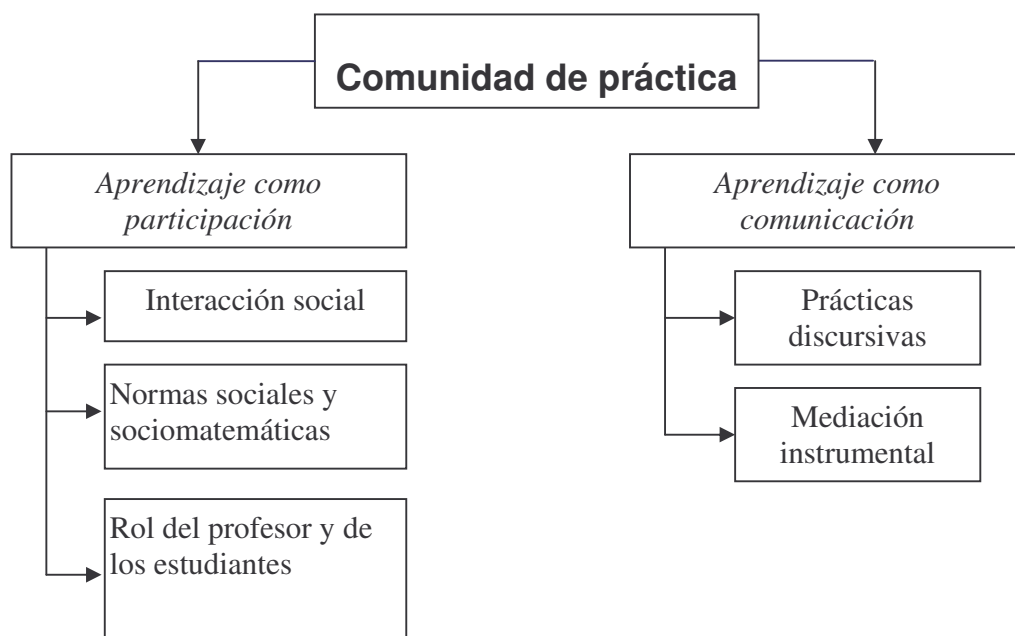 Comunidad de práctica
Aprendizaje como
participación
Interacción social
Normas sociales y
sociomatemáticas
Rol del profesor y de
los estudiantes
Aprendizaje como
comunicación
Prácticas
discursivas
Mediación
instrumental